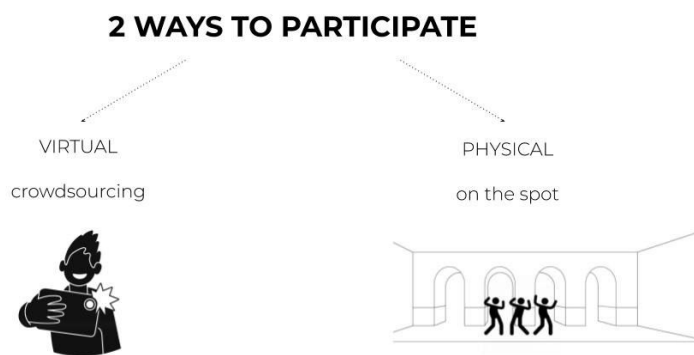 2 WAYS TO PARTICIPATE
VIRTUAL
crowdsourcing
PHYSICAL
on the spot